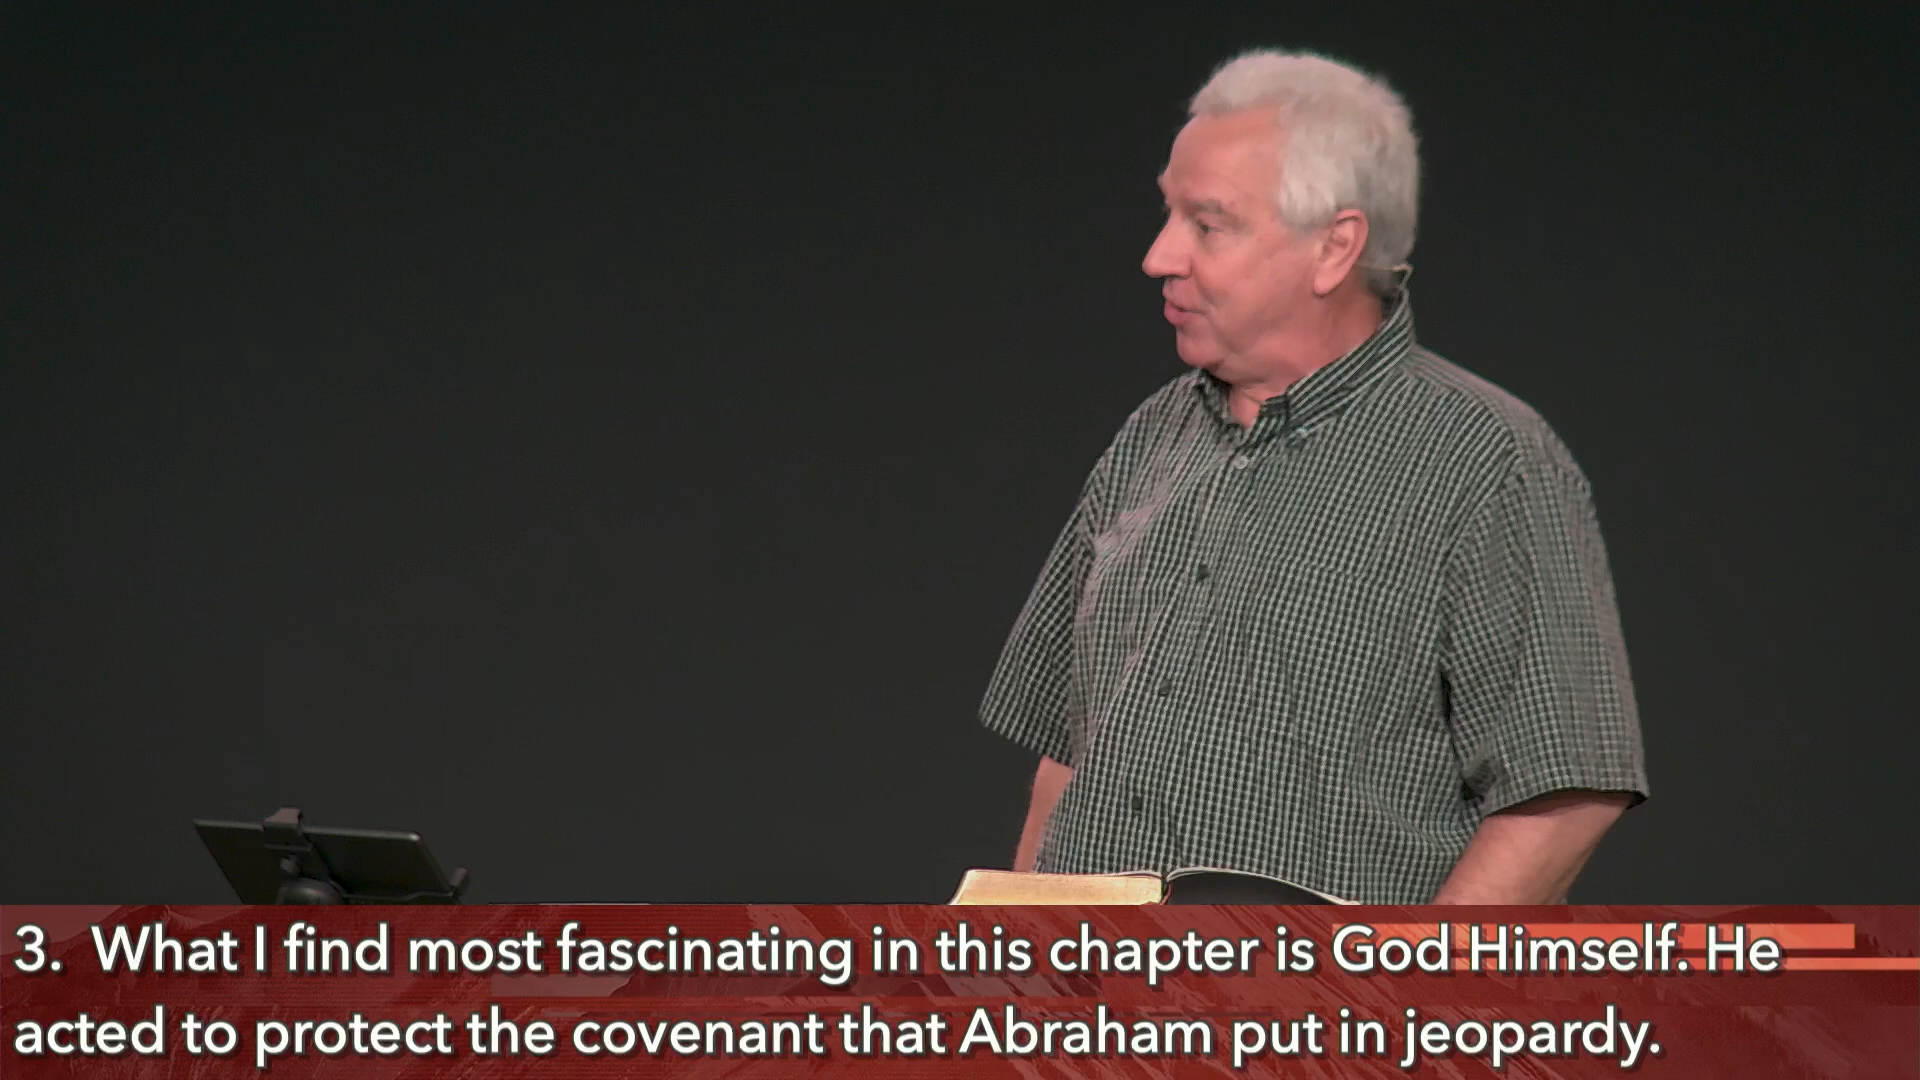 3. What I find most fascinating in this chapter is God Himself. He
acted to protect the covenant that Abraham put in jeopardy.